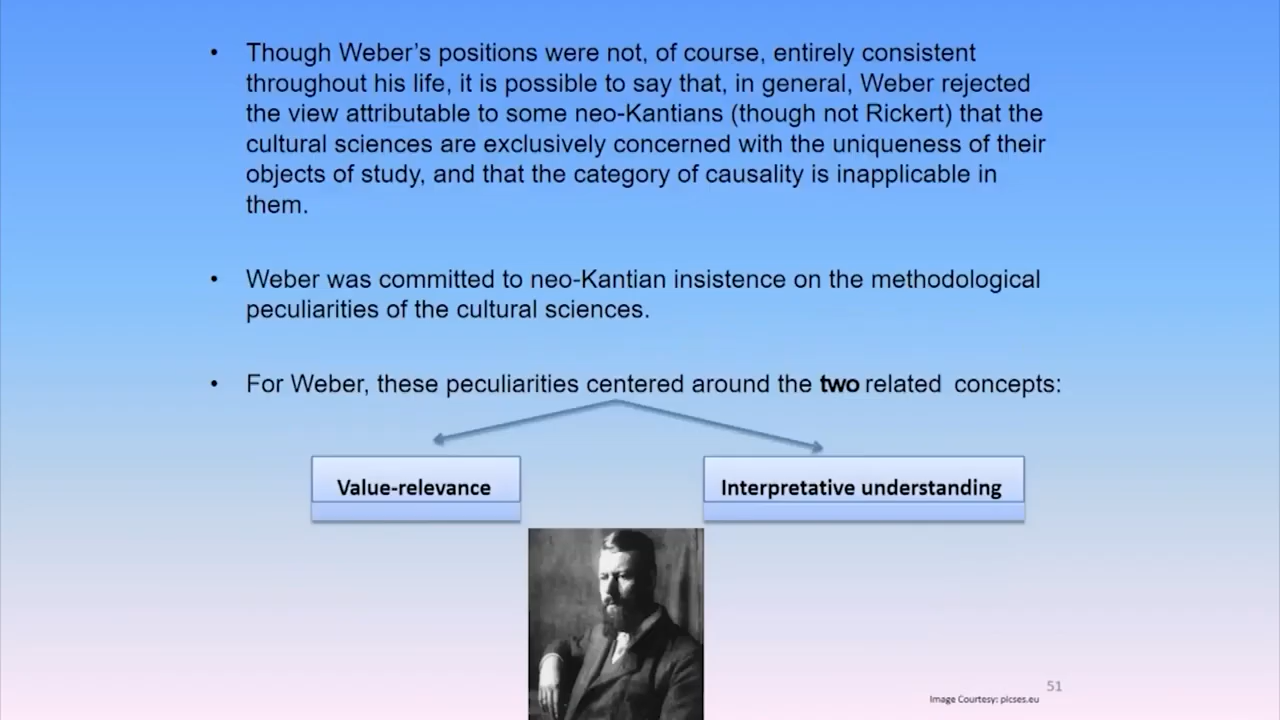 • Though Weber's positions were not, of course, entirely consistent
throughout his life, it is possible to say that, in general, Weber rejected
the view attributable to some neo-Kantians (though not Rickert) that the
cultural sciences are exclusively concerned with the uniqueness of their
objects of study, and that the category of causality is inapplicable in
them.
• Weber was committed to neo-Kantian insistence on the methodological
peculiarities of the cultural sciences.
• For Weber, these peculiarities centered around the two related concepts:
Value-relevance
Interpretative understanding
51
Image Courtesy: picses.eu